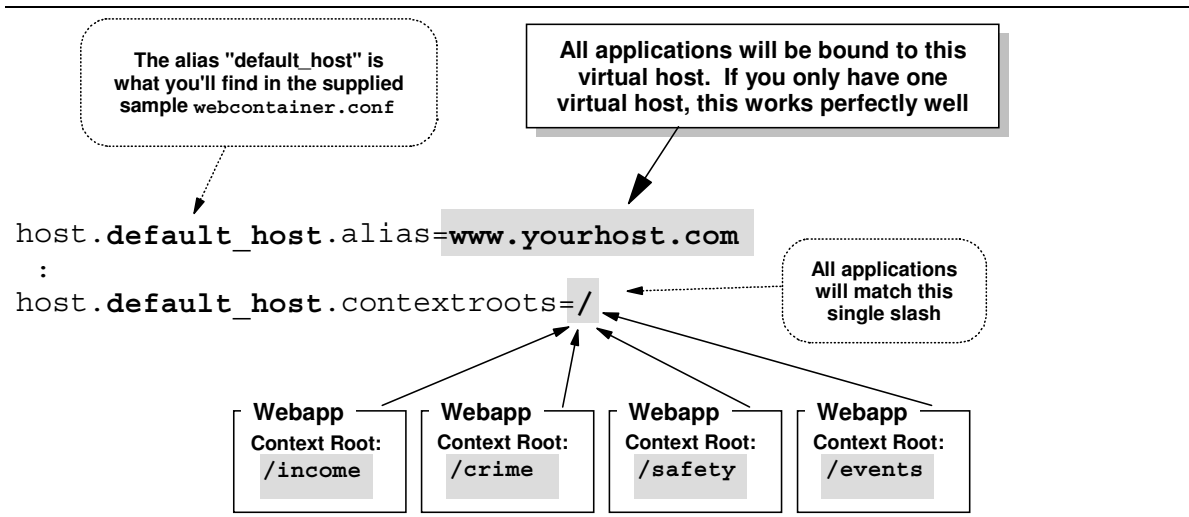 The alias "default_host" is
what you'll find in the supplied
sample webcontainer.conf
All applications will be bound to this
virtual host. If you only have one
virtual host, this works perfectly well
host.default_host.alias=www.yourhost.com
:
host.default_host.contextroots=/
All applications
will match this
single slash
Webapp
Context Root:
/income
Webapp
Context Root:
/crime
Webapp
Context Root:
/safety
Webapp
Context Root:
/events